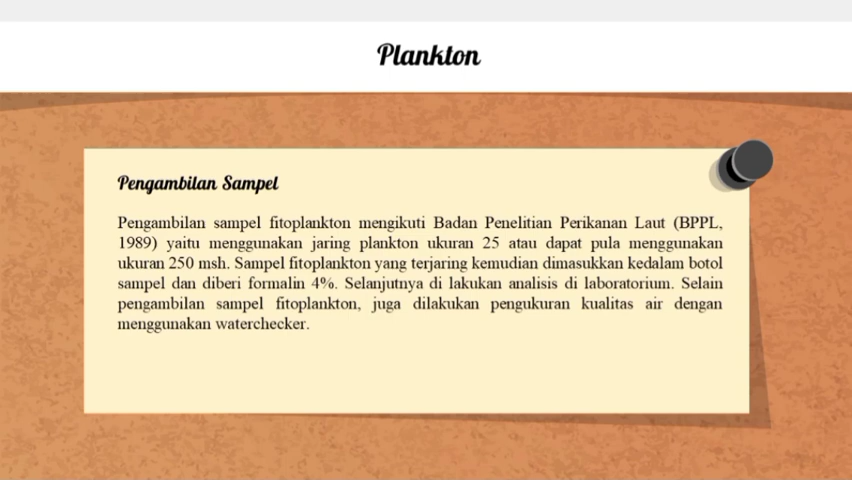 Plankton
Pengambilan Sampel
Pengambilan sampel fitoplankton mengikuti Badan Penelitian Perikanan Laut (BPPL,
1989) yaitu menggunakan jaring plankton ukuran 25 atau dapat pula menggunakan
ukuran 250 msh. Sampel fitoplankton yang terjaring kemudian dimasukkan kedalam botol
sampel dan diberi formalin 4%. Selanjutnya di lakukan analisis di laboratorium. Selain
pengambilan sampel fitoplankton, juga dilakukan pengukuran kualitas air dengan
menggunakan waterchecker.